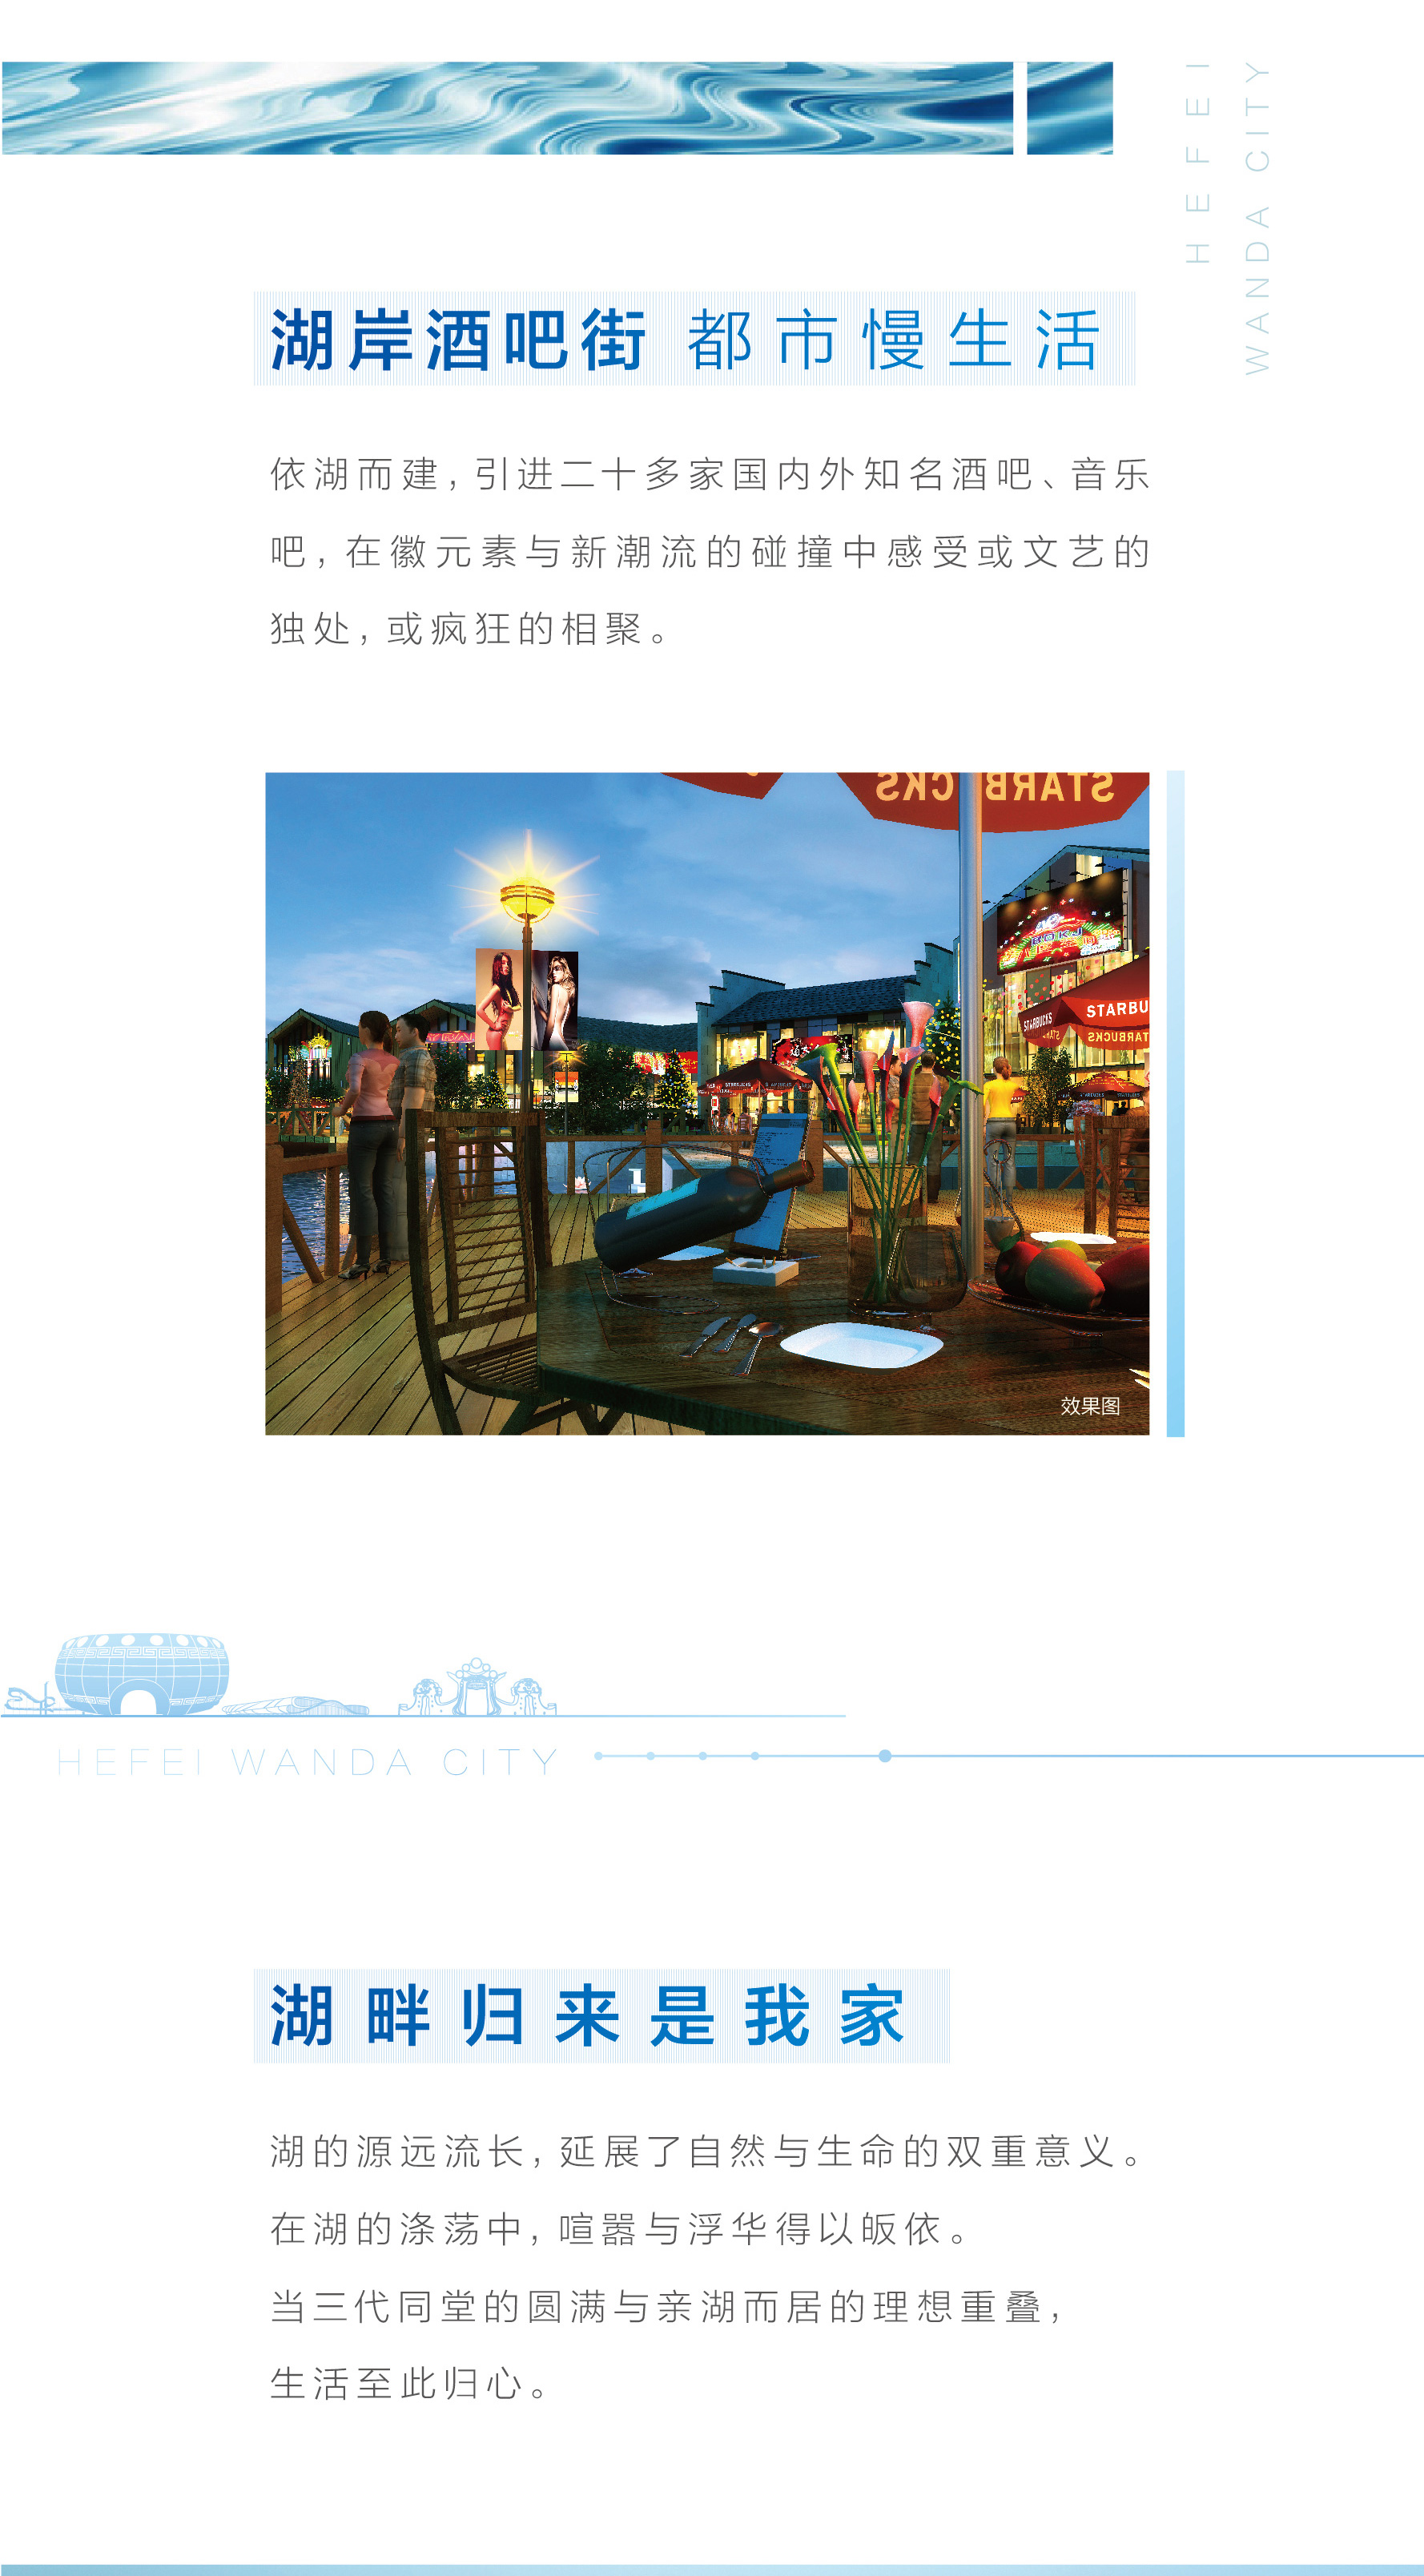 HEFEI
WANDA CITY
湖岸酒吧街 都市慢生活
依湖而建,引进二十多家国内外知名酒吧、音乐
吧,在徽元素与新潮流的碰撞中感受或文艺的
独处,或疯狂的相聚。
STARBUCKS
STARBU
STARBUCKS
STARBUCKS
效果图
HEFEI WANDA CITY
湖畔归来是我家
湖的源远流长,延展了自然与生命的双重意义。
在湖的涤荡中,喧嚣与浮华得以皈依。
当三代同堂的圆满与亲湖而居的理想重叠,
生活至此归心。